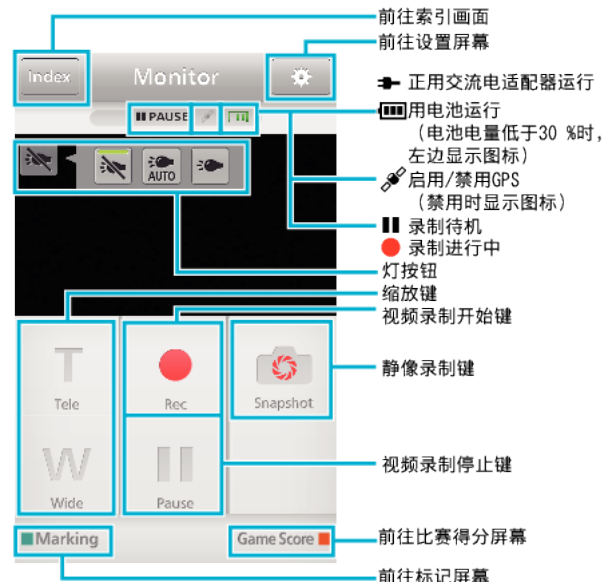 前往索引画面
前往设置屏幕
Index
Monitor
正用交流电适配器运行
PAUSE
用电池运行
（电池电量低于30 %时，
左边显示图标）
启用/禁用GPS
（禁用时显示图标）
AUTO
录制待机
录制进行中
灯按钮
缩放键
视频录制开始键
T
Tele
Rec
Snapshot
静像录制键
W
Wide
Pause
视频录制停止键
Marking
Game Score
前往比赛得分屏幕
前往标记屏幕